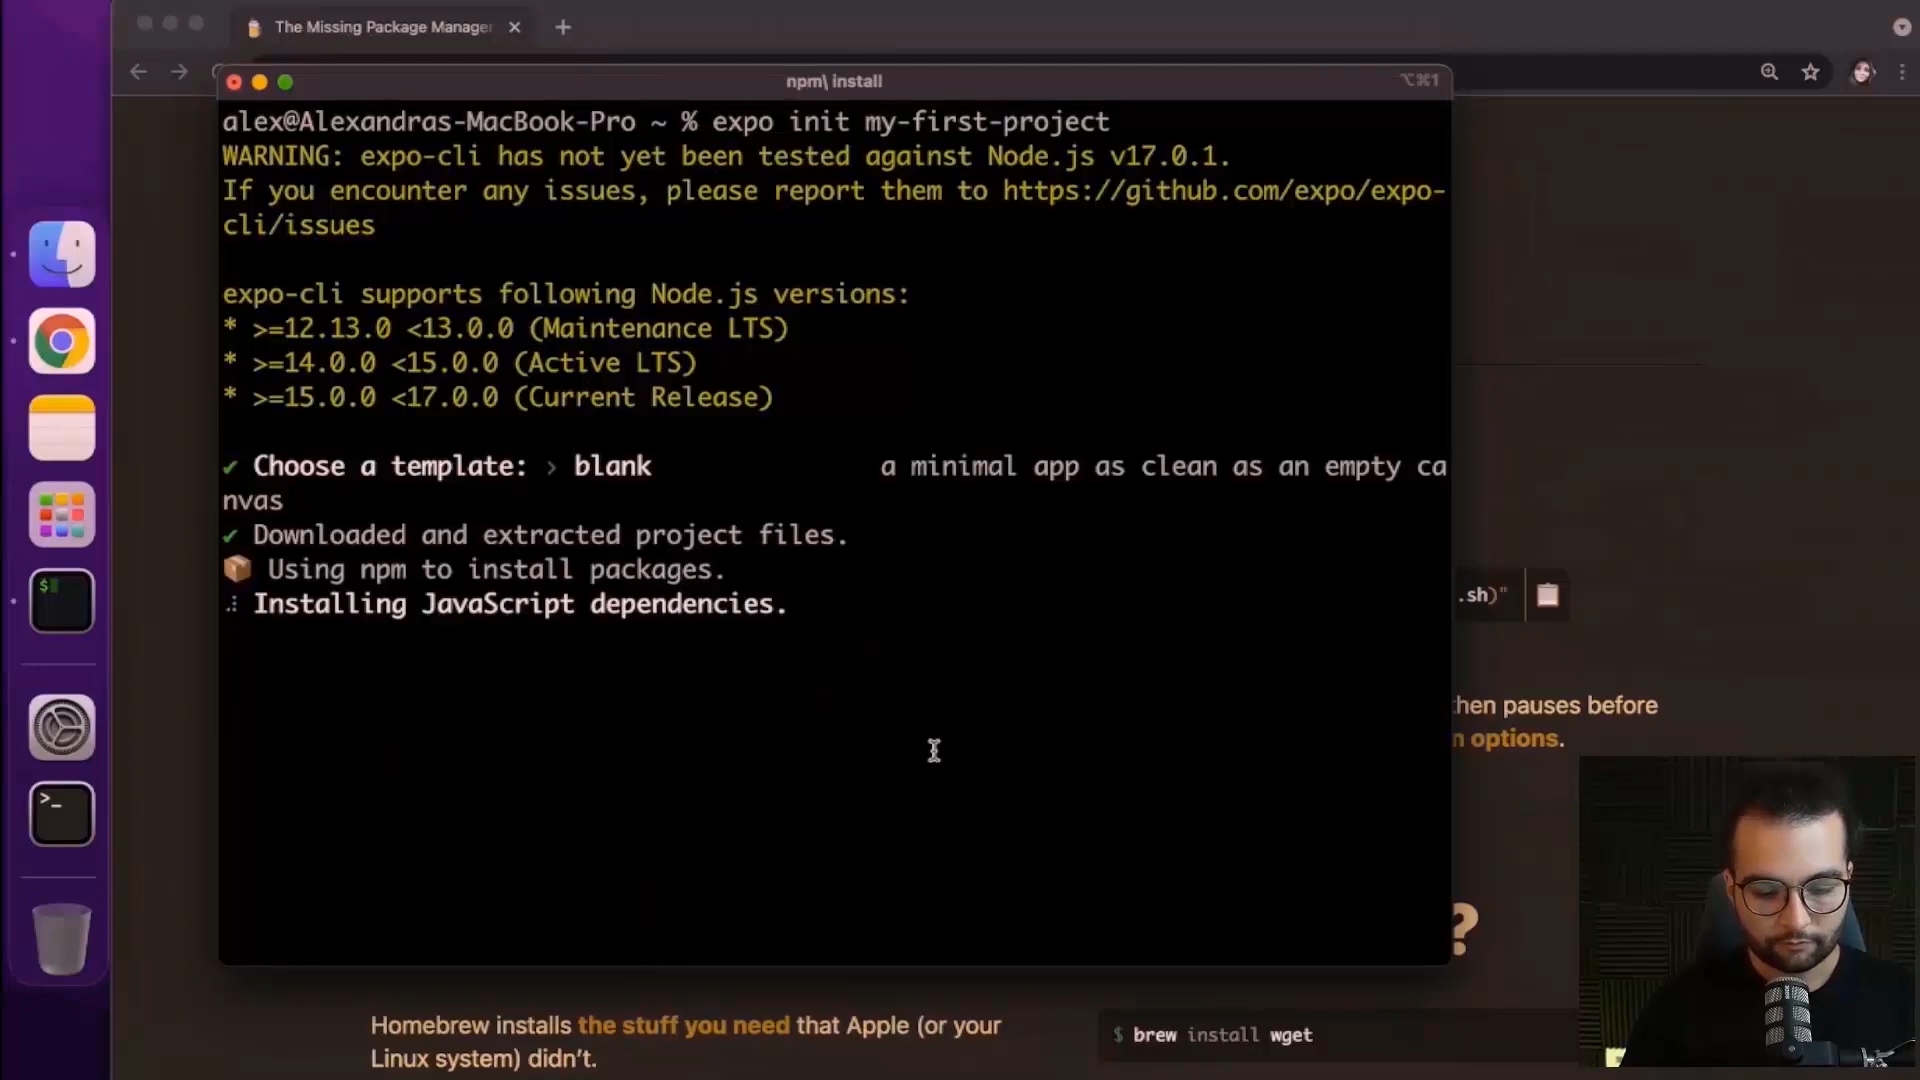 The Missing Package Manager
npm\ install
⌥⌘1
alex@Alexandras-MacBook-Pro ~ % expo init my-first-project
WARNING: expo-cli has not yet been tested against Node.js v17.0.1.
If you encounter any issues, please report them to https://github.com/expo/expo-
cli/issues
expo-cli supports following Node.js versions:
* >=12.13.0 <13.0.0 (Maintenance LTS)
* >=14.0.0 <15.0.0 (Active LTS)
* >=15.0.0 <17.0.0 (Current Release)
✔ Choose a template: › blank a minimal app as clean as an empty ca
nvas
✔ Downloaded and extracted project files.
📦 Using npm to install packages.
Installing JavaScript dependencies.
.sh)"
then pauses before
n options.
?
Homebrew installs the stuff you need that Apple (or your
Linux system) didn't.
$ brew install wget